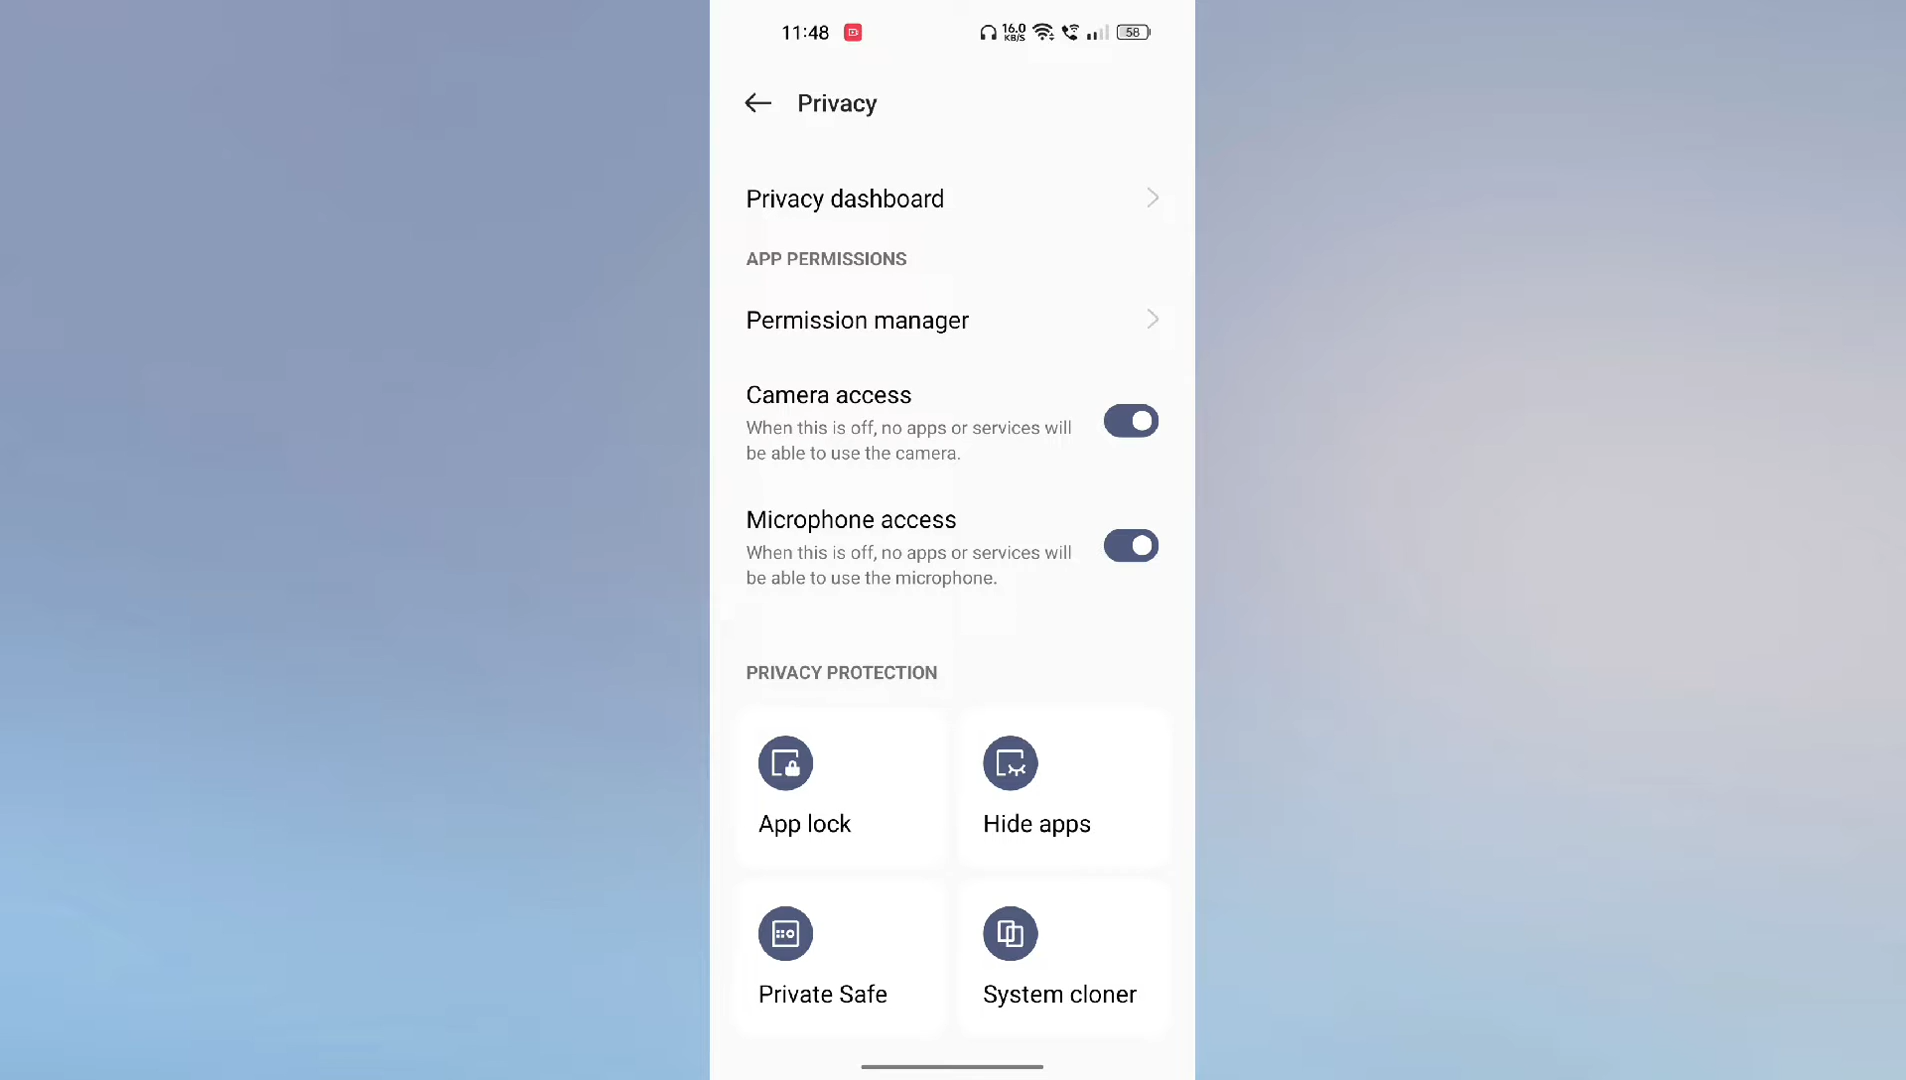 11:48
16.0
KB/S
58
Privacy
Privacy dashboard
APP PERMISSIONS
Permission manager
Camera access
When this is off, no apps or services will
be able to use the camera.
Microphone access
When this is off, no apps or services will
be able to use the microphone.
PRIVACY PROTECTION
App lock
Hide apps
Private Safe
System cloner